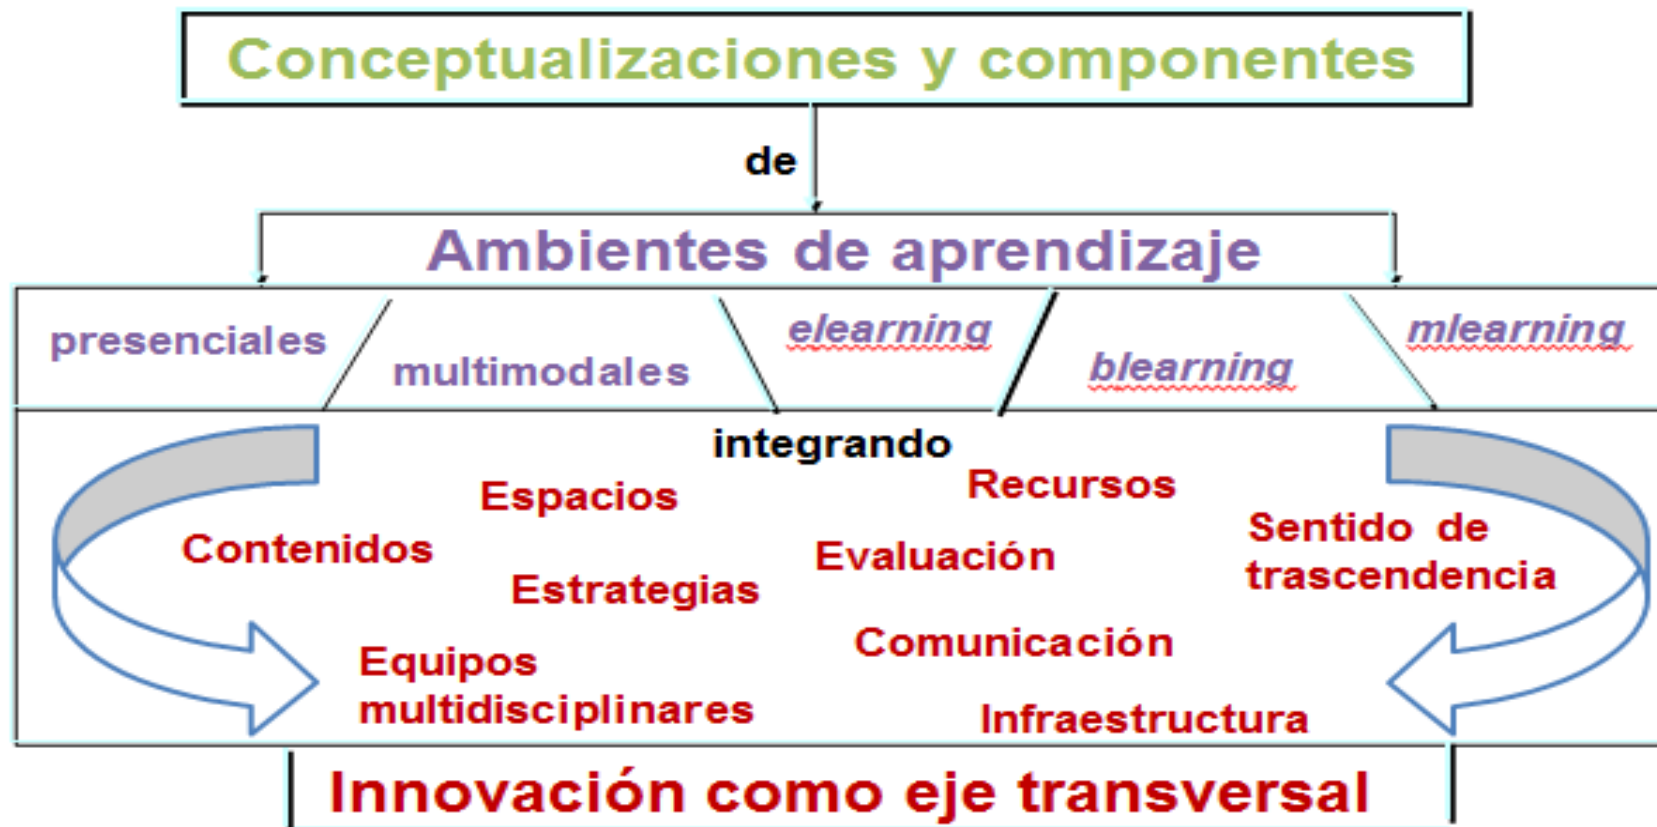 Conceptualizaciones y componentes
de
Ambientes de aprendizaje
presenciales
multimodales
elearning
blearning
mlearning
integrando
Espacios
Recursos
Contenidos
Estrategias
Evaluación
Sentido de
trascendencia
Equipos
multidisciplinares
Comunicación
Infraestructura
Innovación como eje transversal